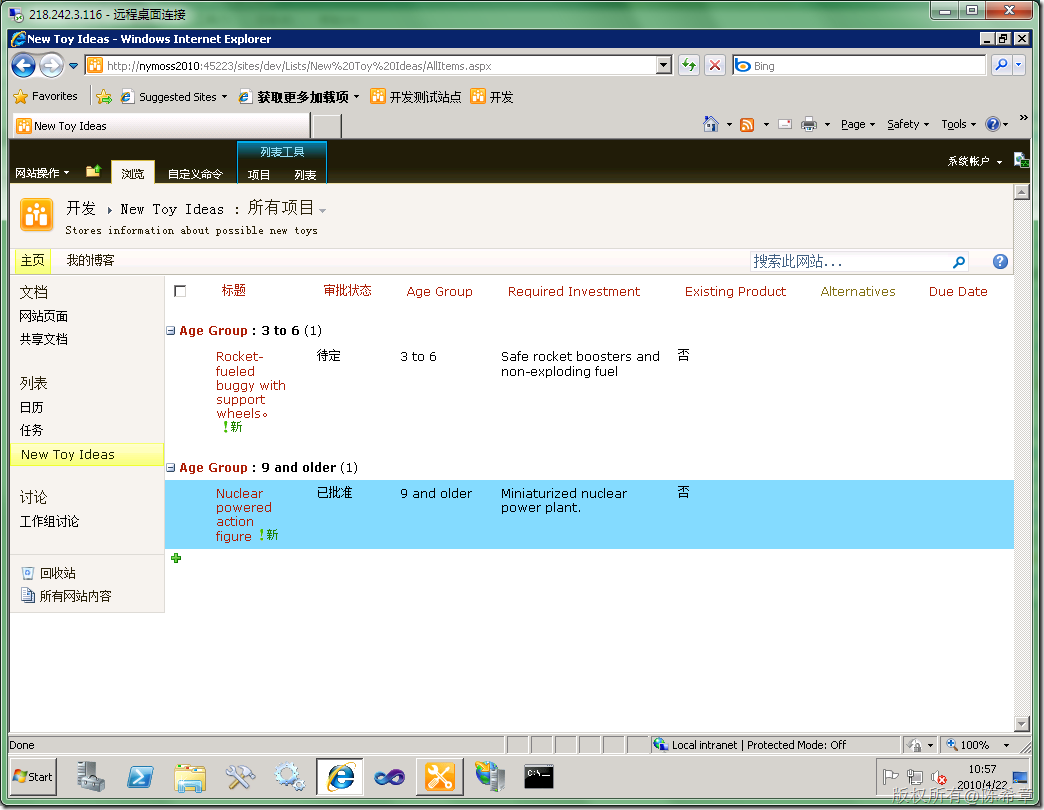 218.242.3.116 - 远程桌面连接
New Toy Ideas - Windows Internet Explorer
http://nymoss2010:45223/sites/dev/Lists/New%20Toy%20Ideas/AllItems.aspx
Bing
Favorites
Suggested Sites
获取更多加载项
开发测试站点
开发
New Toy Ideas
Page
Safety
Tools
»
列表工具
系统帐户
网站操作
浏览
自定义命令
项目
列表
开发 New Toy Ideas : 所有项目
Stores information about possible new toys
主页
我的博客
搜索此网站...
文档
网站页面
共享文档
列表
日历
任务
New Toy Ideas
讨论
工作组讨论
回收站
所有网站内容
标题 审批状态 Age Group Required Investment Existing Product Alternatives Due Date
Age Group : 3 to 6 (1)
Rocket-
fueled
buggy with
support
wheels。
!新
待定
3 to 6
Safe rocket boosters and
non-exploding fuel
否
Age Group : 9 and older (1)
Nuclear
powered
action
figure !新
已批准
9 and older
Miniaturized nuclear
power plant.
否
Done
Local intranet | Protected Mode: Off
100%
Start
C:\_
10:57
2010/4/22
版权所有@陈希章